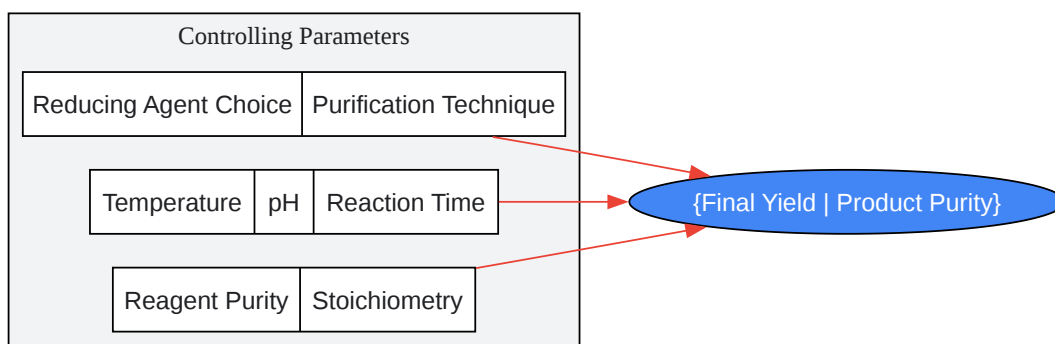 Controlling Parameters
Reducing Agent Choice
Purification Technique
Temperature
pH
Reaction Time
{Final Yield | Product Purity}
Reagent Purity
Stoichiometry